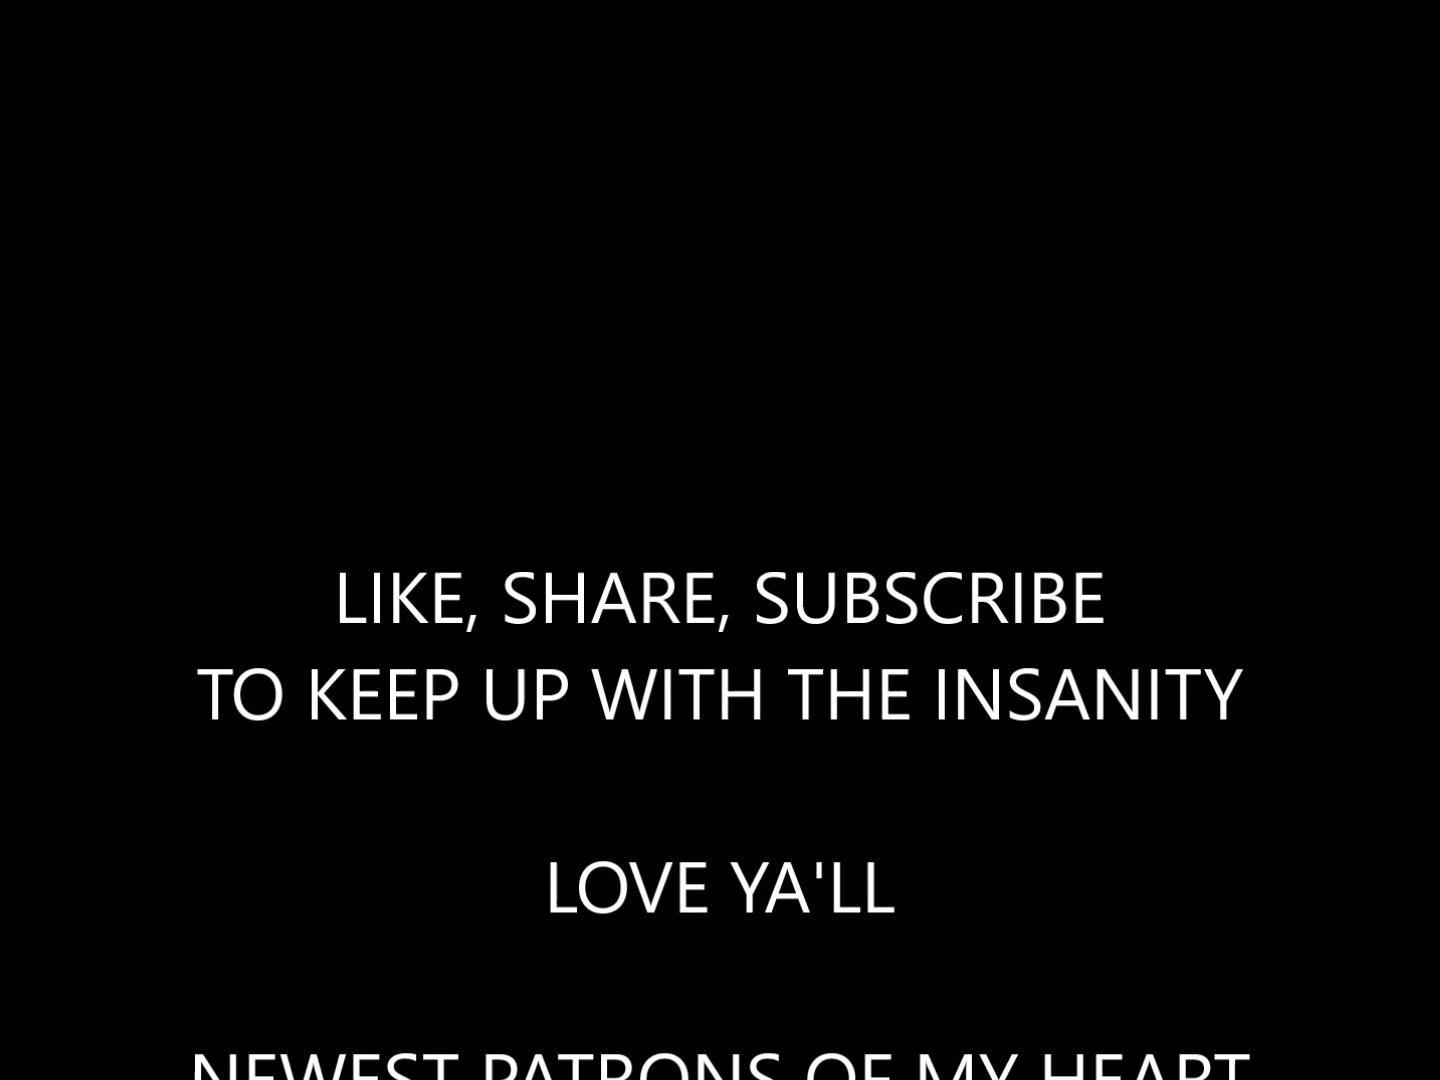 LIKE, SHARE, SUBSCRIBE
TO KEEP UP WITH THE INSANITY
LOVE YA'LL
NEWEST PATRONS OF MY HEART